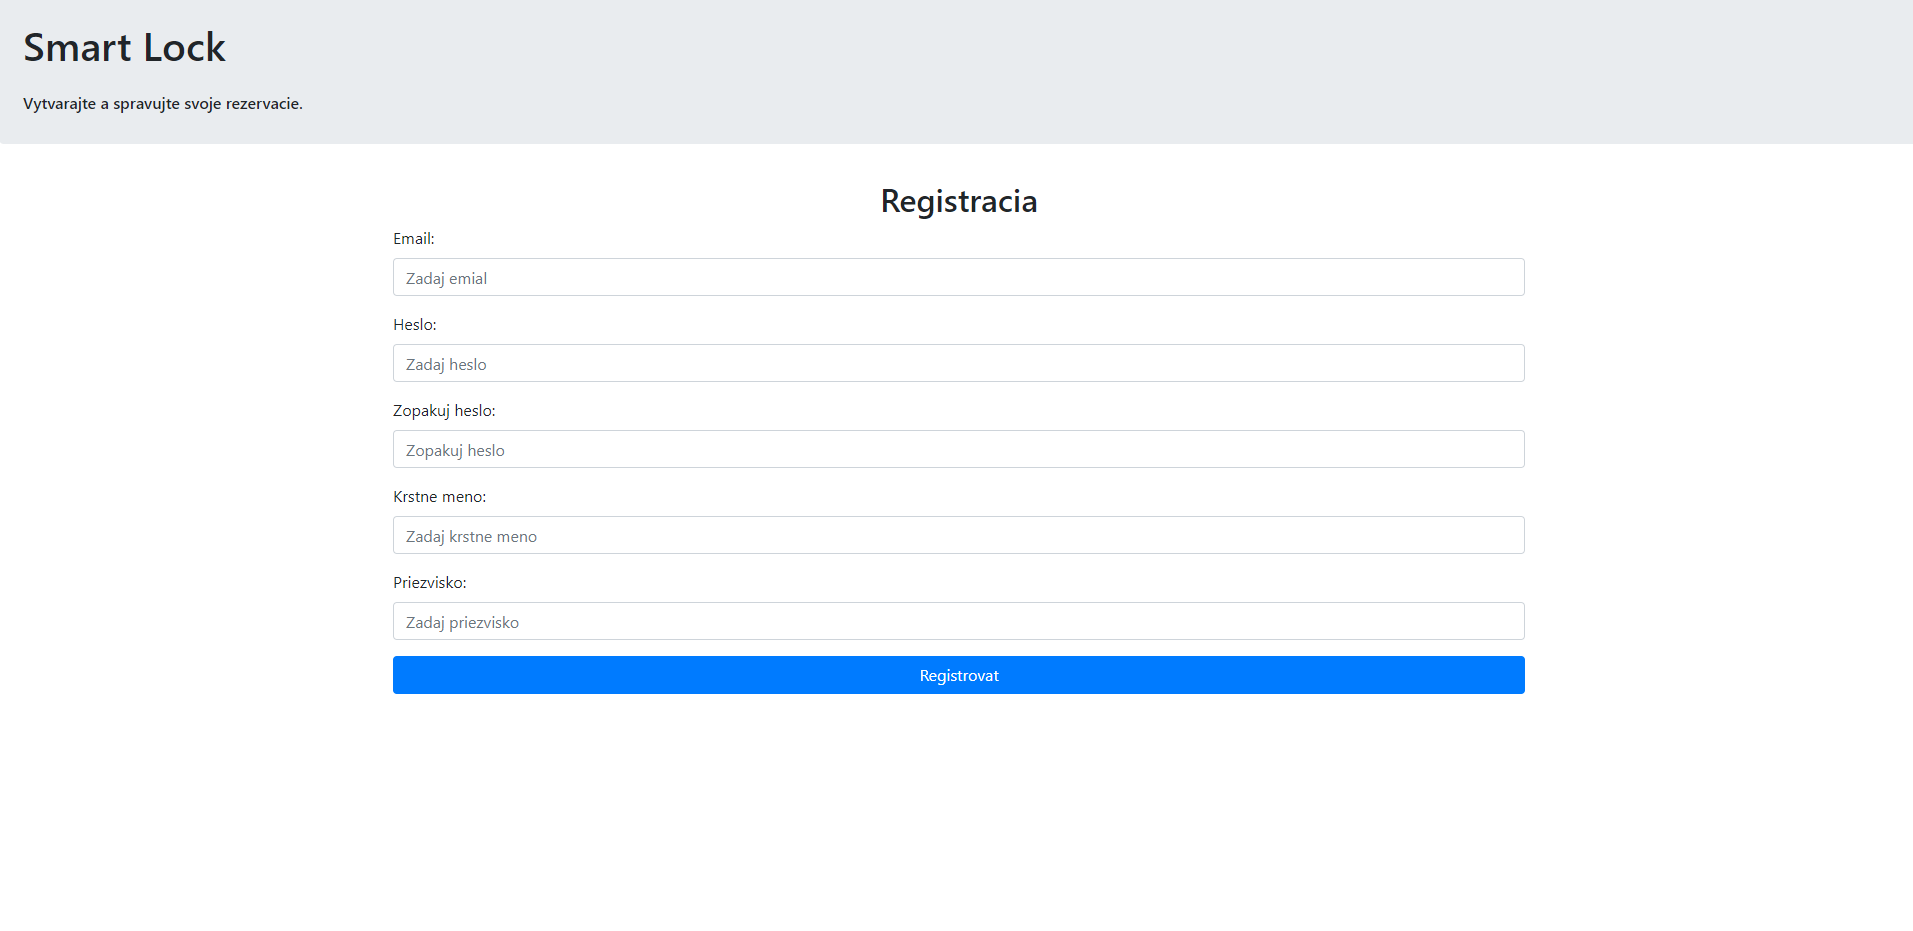 Smart Lock
Vytvarajte a spravujte svoje rezervacie.
Registracia
Email:
Zadaj emial
Heslo:
Zadaj heslo
Zopakuj heslo:
Zopakuj heslo
Krstne meno:
Zadaj krstne meno
Priezvisko:
Zadaj priezvisko
Registrovat